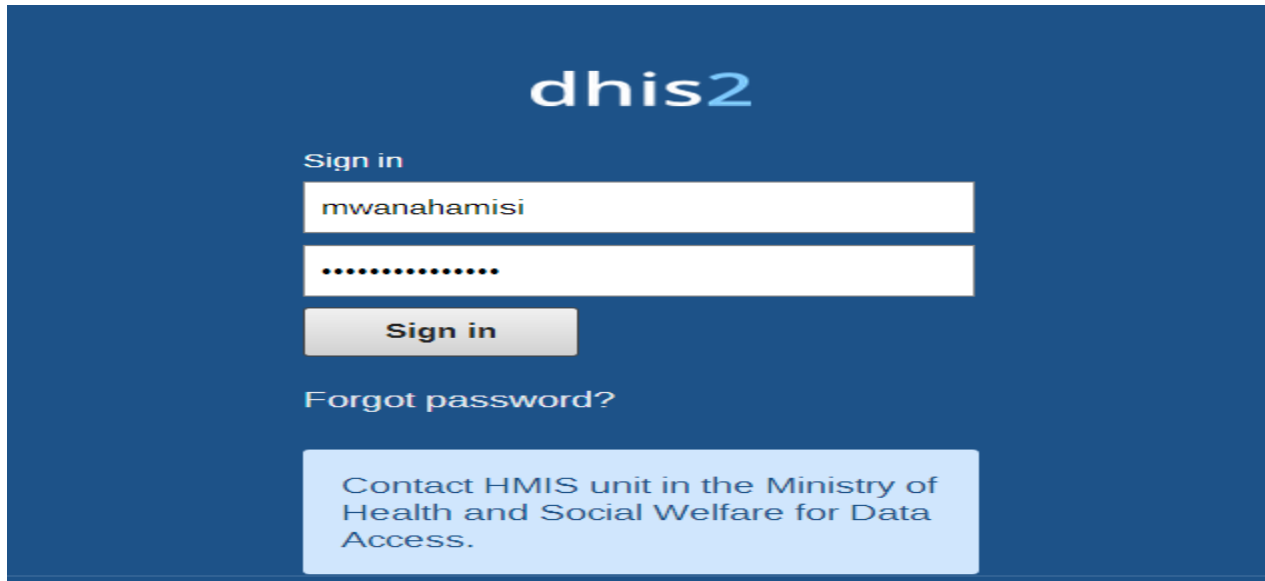 dhis2
Sign in
mwanahamisi
•••••••••••••••
Sign in
Forgot password?
Contact HMIS unit in the Ministry of
Health and Social Welfare for Data
Access.